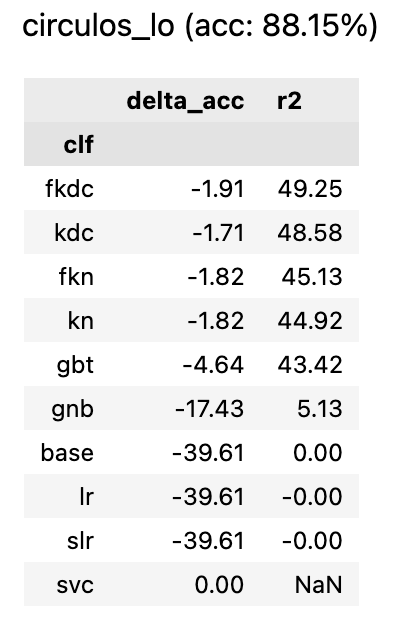 circulos_lo (acc: 88.15%)
delta_acc r2
clf
fkdc -1.91 49.25
kdc -1.71 48.58
fkn -1.82 45.13
kn -1.82 44.92
gbt -4.64 43.42
gnb -17.43 5.13
base -39.61 0.00
lr -39.61 -0.00
slr -39.61 -0.00
svc 0.00 NaN